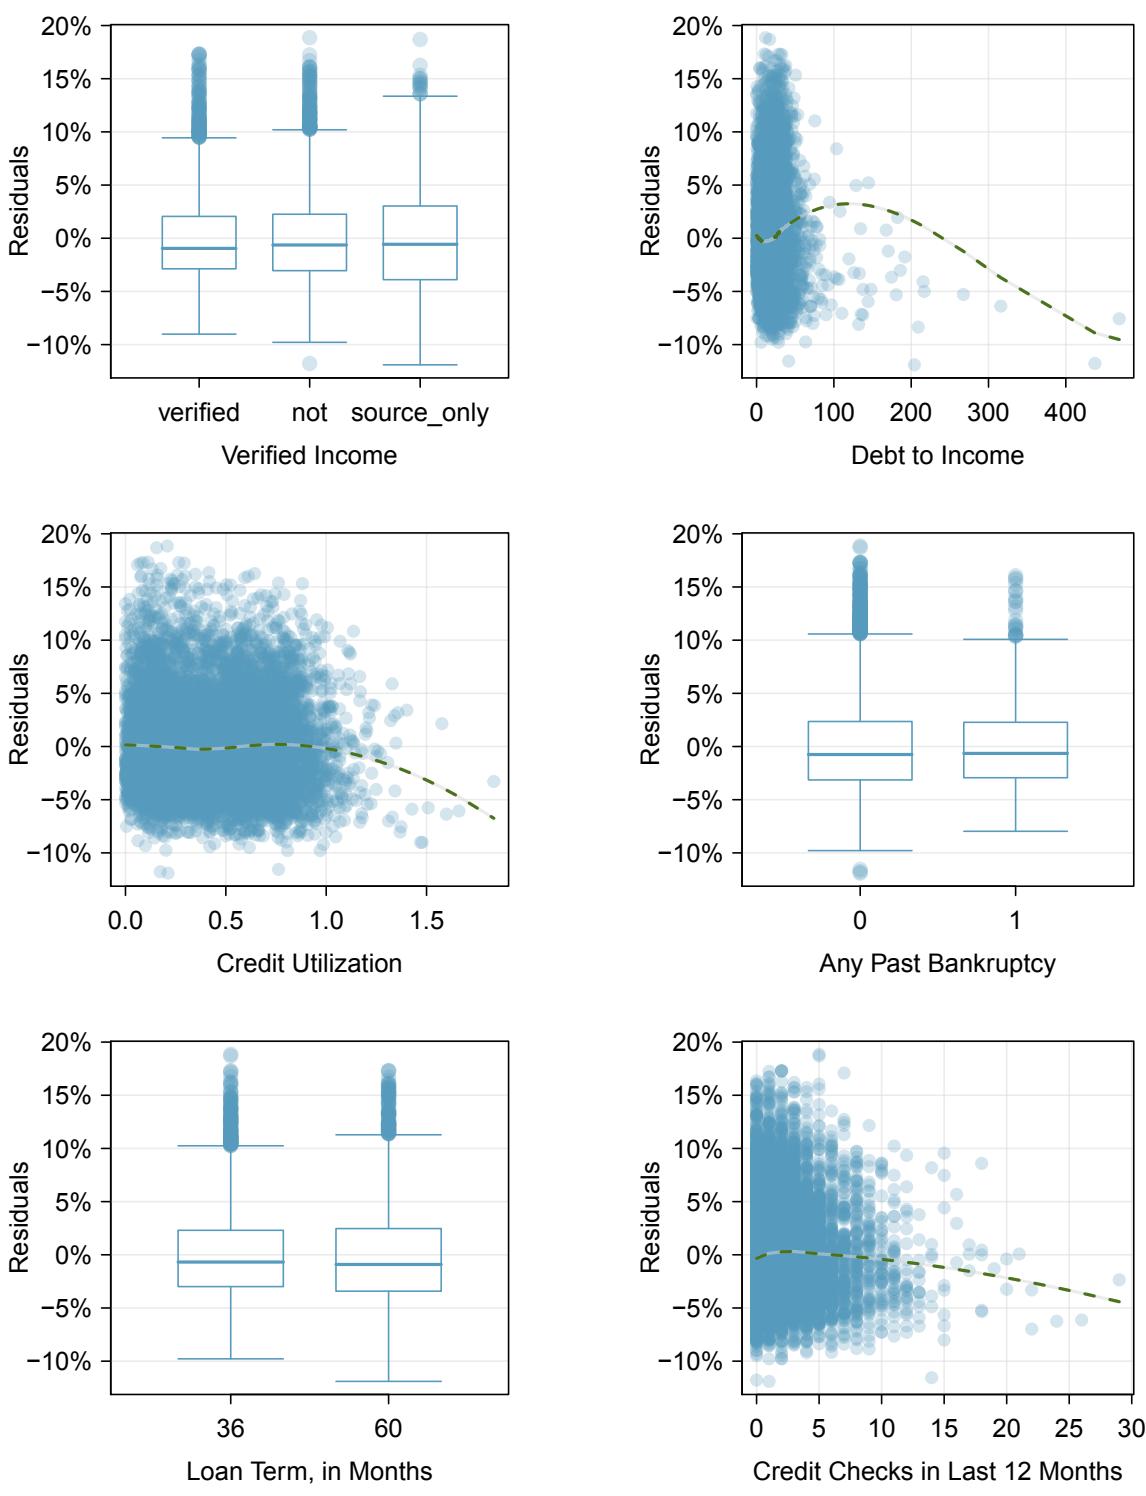 20%
15%
10%
5%
0%
−5%
−10%
Residuals
verified not source_only
Verified Income
20%
15%
10%
5%
0%
−5%
−10%
Residuals
0 100 200 300 400
Debt to Income
20%
15%
10%
5%
0%
−5%
−10%
Residuals
0.0 0.5 1.0 1.5
Credit Utilization
20%
15%
10%
5%
0%
−5%
−10%
Residuals
0 1
Any Past Bankruptcy
20%
15%
10%
5%
0%
−5%
−10%
Residuals
36 60
Loan Term, in Months
20%
15%
10%
5%
0%
−5%
−10%
Residuals
0 5 10 15 20 25 30
Credit Checks in Last 12 Months